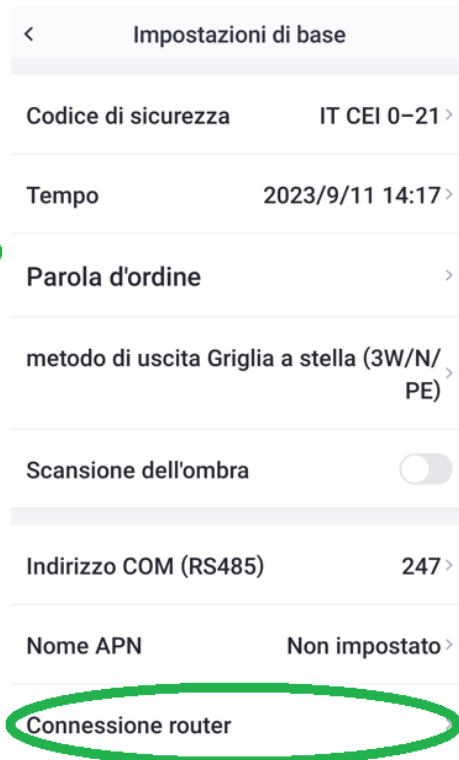 Impostazioni di base
Codice di sicurezza IT CEI 0–21
Tempo 2023/9/11 14:17
Parola d'ordine
metodo di uscita Griglia a stella (3W/N/
PE)
Scansione dell'ombra
Indirizzo COM (RS485) 247
Nome APN Non impostato
Connessione router